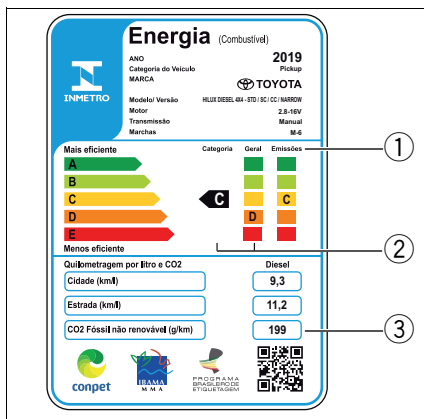 Energia (Combustível)
ANO 2019
Categoria do Veículo Pickup
MARCA TOYOTA
INMETRO
Modelo/ Versão HILUX DIESEL 4X4 - STD / SC / CC / NARROW
Motor 2.8-16V
Transmissão Manual
Marchas M-6
Mais eficiente Categoria Geral Emissões 1
A
B
C C C
D D
E
Menos eficiente 2
Quilometragem por litro e CO2 Diesel
Cidade (km/l) 9,3
Estrada (km/l) 11,2
CO2 Fóssil não renovável (g/km) 199 3
conpet
IBAMA
M M A
PROGRAMA
BRASILEIRO DE
ETIQUETAGEM